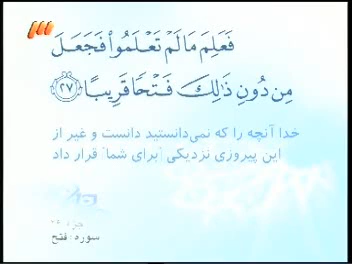 فَعَلِمَ مَا لَمْ تَعْلَمُوا۟ فَجَعَلَ
مِن دُونِ ذَٰلِكَ فَتْحًا قَرِيبًا ﴿٢٧﴾
خدا آنچه را که نمی‌دانستید دانست و غیر از
این پیروزی نزدیکی [برای شما] قرار داد
سوره: فتح